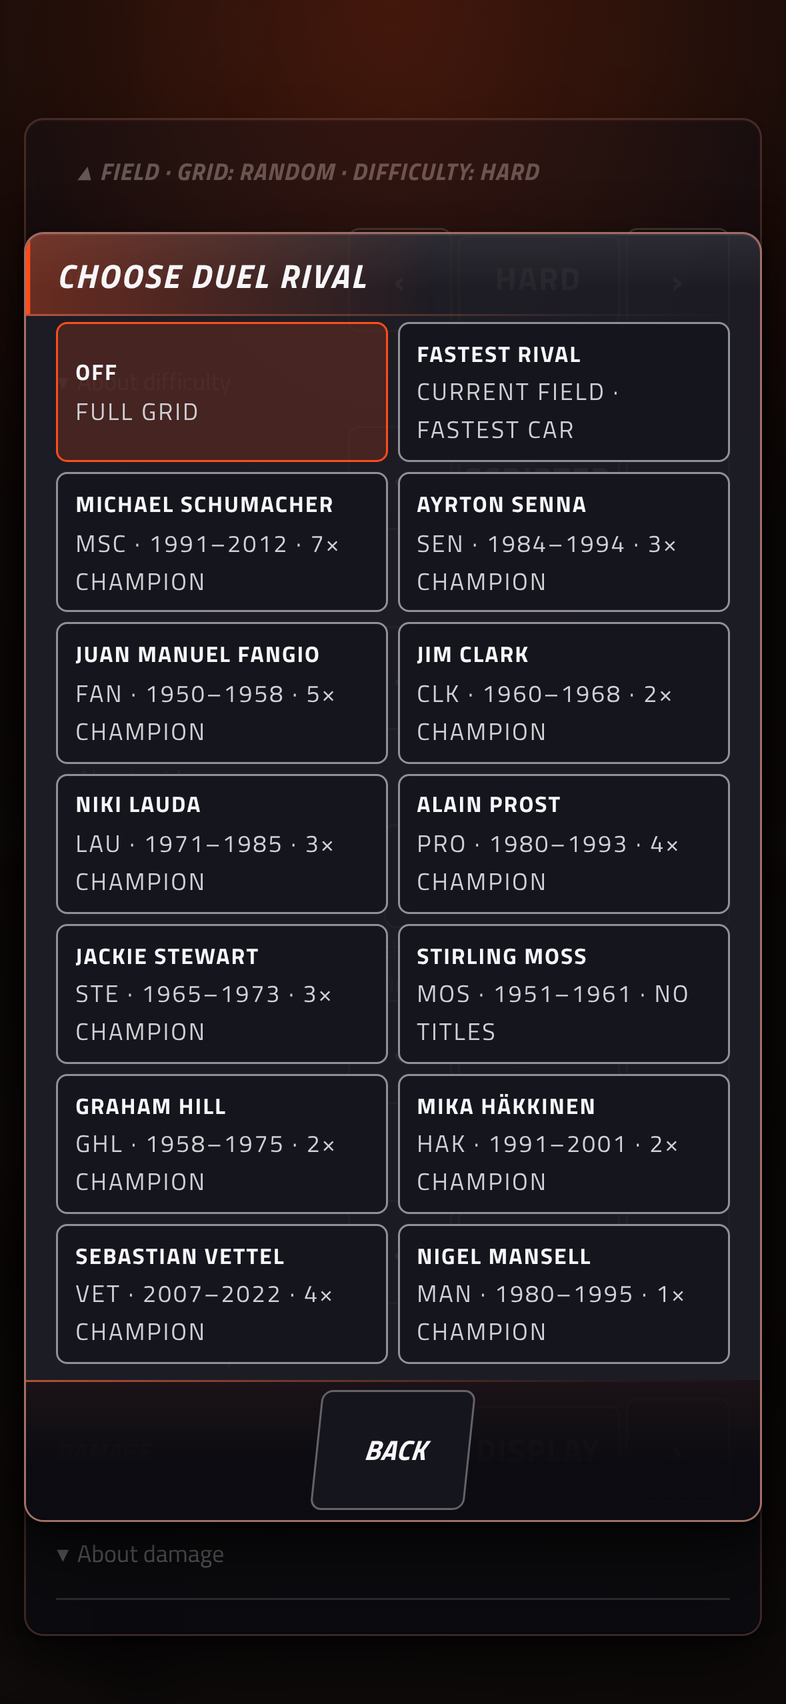 ▲ FIELD · GRID: RANDOM · DIFFICULTY: HARD
‹ HARD ›
CHOOSE DUEL RIVAL
▼ About difficulty
OFF
FULL GRID
FASTEST RIVAL
CURRENT FIELD ·
FASTEST CAR
MICHAEL SCHUMACHER
MSC · 1991–2012 · 7×
CHAMPION
AYRTON SENNA
SEN · 1984–1994 · 3×
CHAMPION
JUAN MANUEL FANGIO
FAN · 1950–1958 · 5×
CHAMPION
JIM CLARK
CLK · 1960–1968 · 2×
CHAMPION
NIKI LAUDA
LAU · 1971–1985 · 3×
CHAMPION
ALAIN PROST
PRO · 1980–1993 · 4×
CHAMPION
JACKIE STEWART
STE · 1965–1973 · 3×
CHAMPION
STIRLING MOSS
MOS · 1951–1961 · NO
TITLES
GRAHAM HILL
GHL · 1958–1975 · 2×
CHAMPION
MIKA HÄKKINEN
HAK · 1991–2001 · 2×
CHAMPION
SEBASTIAN VETTEL
VET · 2007–2022 · 4×
CHAMPION
NIGEL MANSELL
MAN · 1980–1995 · 1×
CHAMPION
BACK
DISPLAY
▼ About damage